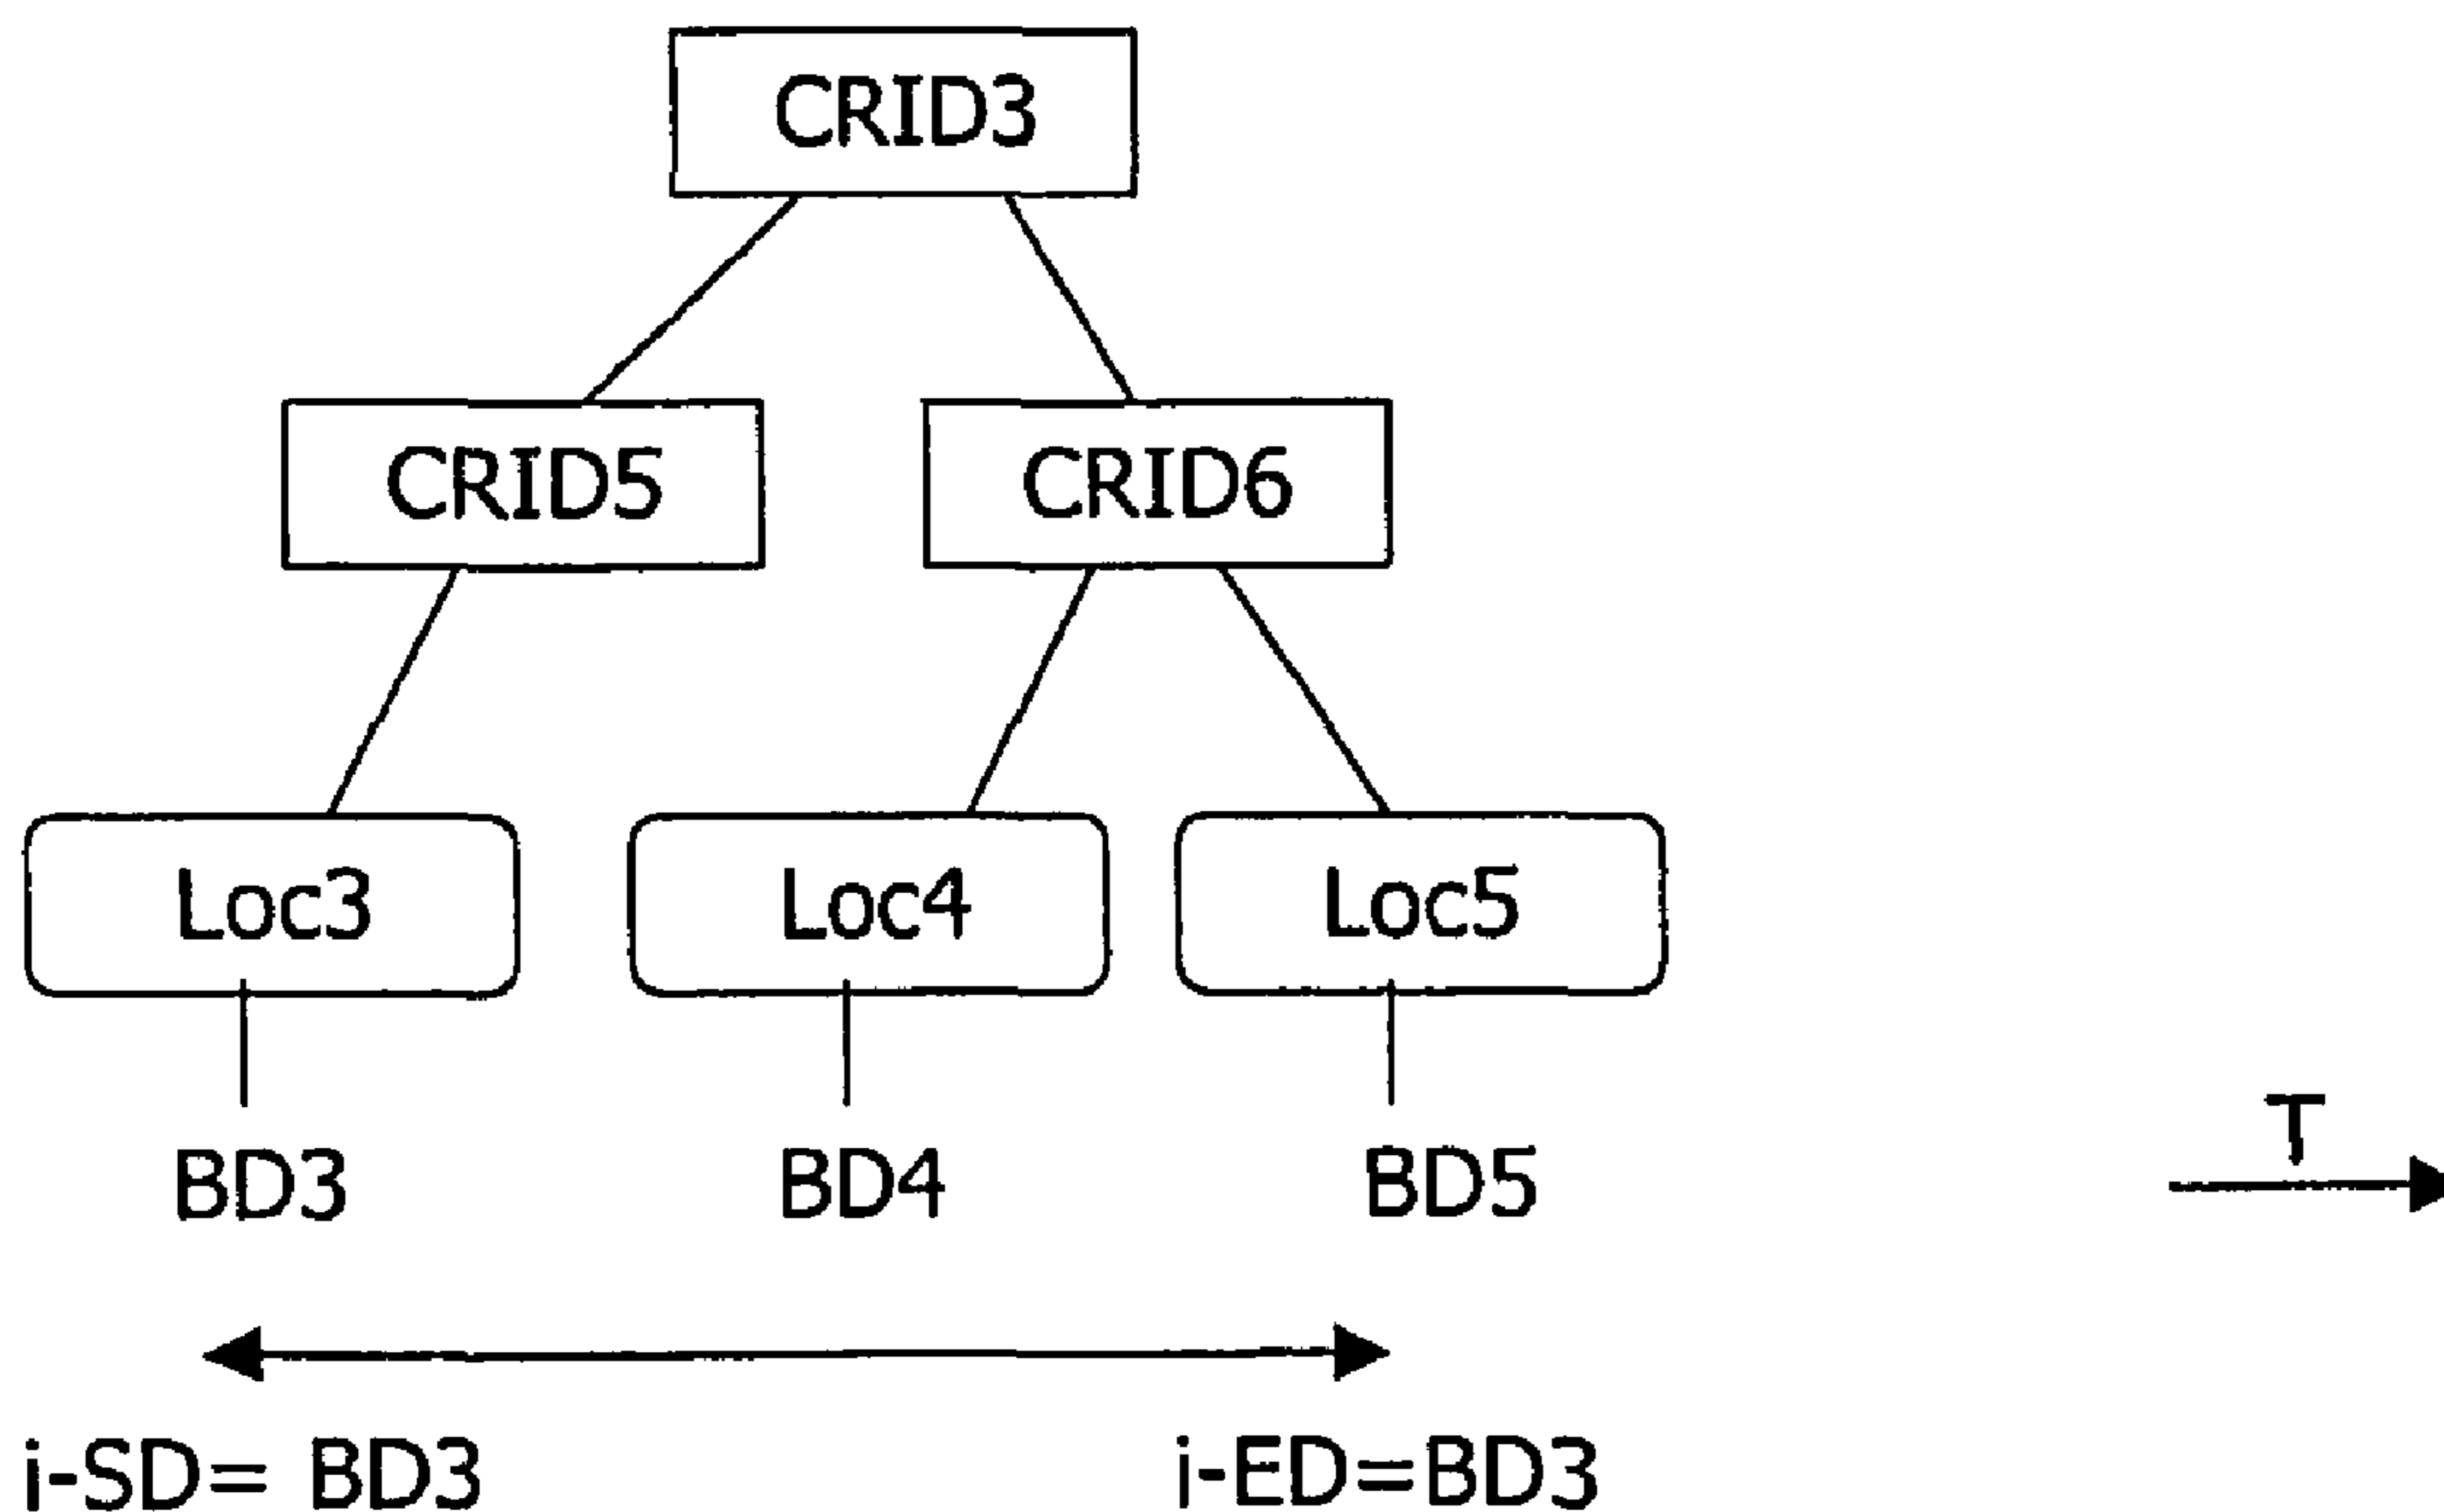 CRID3
CRID5 CRID6
Loc3 Loc4 Loc5
T
BD3 BD4 BD5
i-SD= BD3 i-ED=BD3